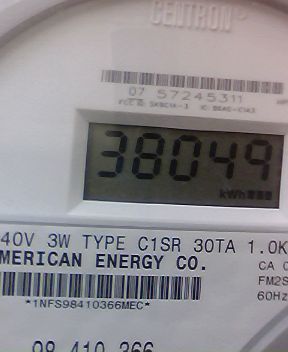 CENTRON
07 57245311
38049
kWh
40V 3W TYPE C1SR 30TA 1.0K
MERICAN ENERGY CO.
CA 0
FM2S
*1NFS98410366MEC*
60Hz
98 410 366